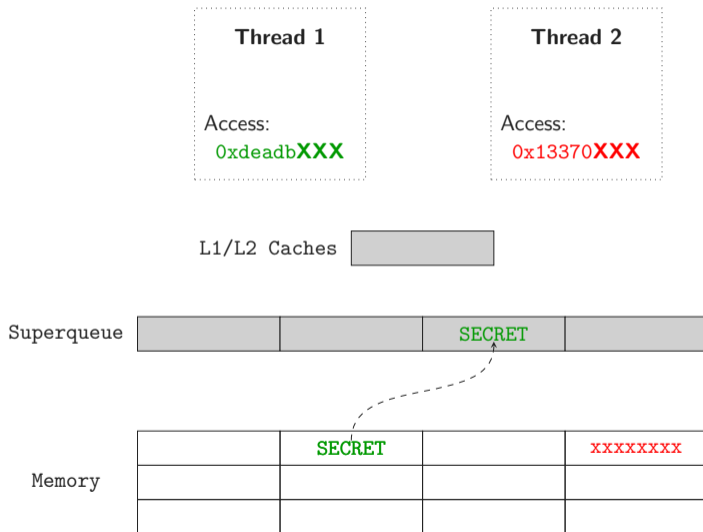 Thread 1
Thread 2
Access:
0xdeadbXXX
Access:
0x13370XXX
L1/L2 Caches
Superqueue
SECRET
SECRET
xxxxxxxx
Memory